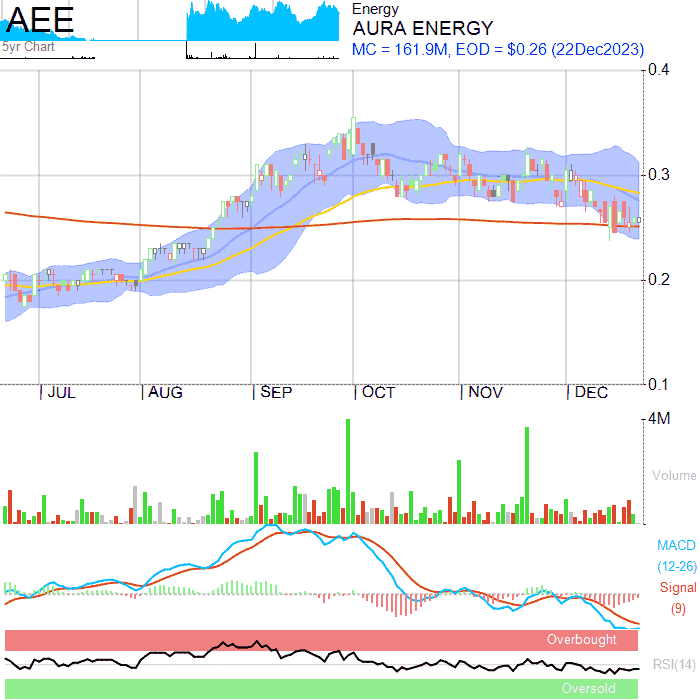 AEE
5yr Chart
Energy
AURA ENERGY
MC = 161.9M, EOD = $0.26 (22Dec2023)
0.4
0.3
0.2
0.1
JUL AUG SEP OCT NOV DEC
4M
Volume
MACD
(12-26)
Signal
(9)
Overbought
RSI(14)
Oversold